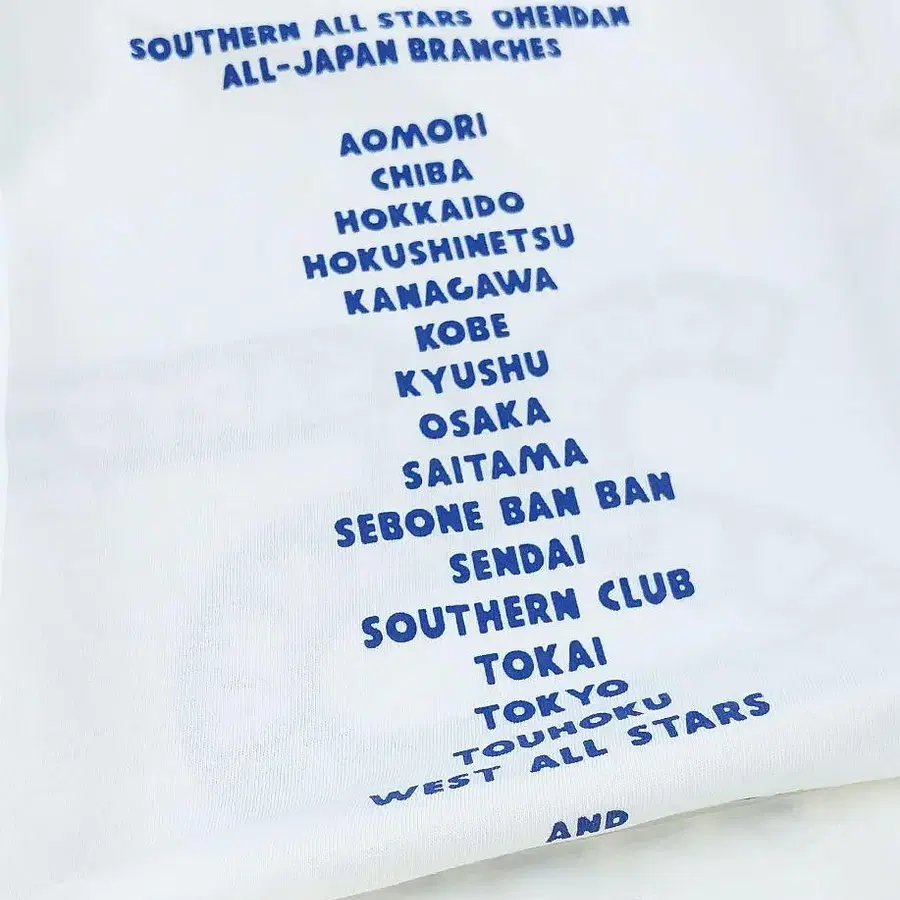 SOUTHERN ALL STARS OHENDAN
ALL-JAPAN BRANCHES
AOMORI
CHIBA
HOKKAIDO
HOKUSHINETSU
KANAGAWA
KOBE
KYUSHU
OSAKA
SAITAMA
SEBONE BAN BAN
SENDAI
SOUTHERN CLUB
TOKAI
TOKYO
TOUHOKU
WEST ALL STARS
AND